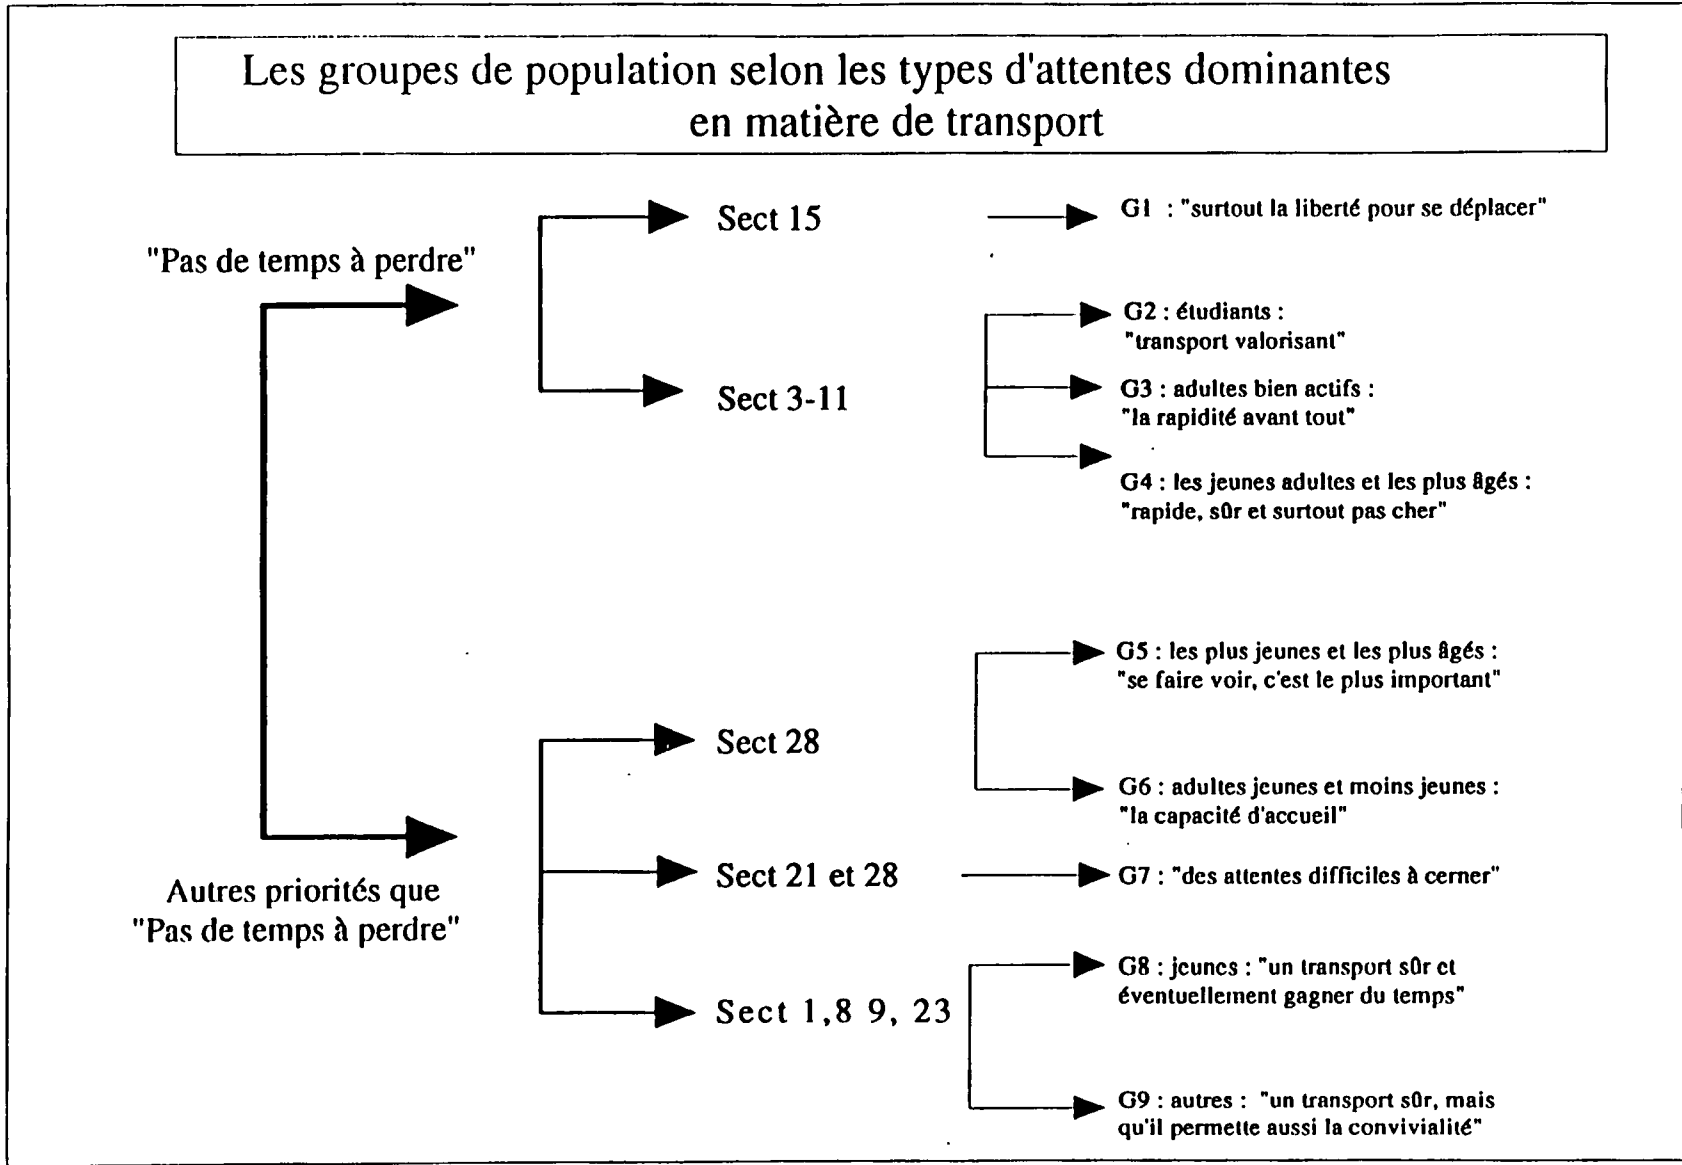 Les groupes de population selon les types d'attentes dominantes
en matière de transport
"Pas de temps à perdre"
Sect 15
G1 : "surtout la liberté pour se déplacer"
Sect 3-11
G2 : étudiants :
"transport valorisant"
G3 : adultes bien actifs :
"la rapidité avant tout"
G4 : les jeunes adultes et les plus âgés :
"rapide, sûr et surtout pas cher"
Autres priorités que
"Pas de temps à perdre"
Sect 28
G5 : les plus jeunes et les plus âgés :
"se faire voir, c'est le plus important"
G6 : adultes jeunes et moins jeunes :
"la capacité d'accueil"
Sect 21 et 28
G7 : "des attentes difficiles à cerner"
Sect 1,8 9, 23
G8 : jeunes : "un transport sûr et
éventuellement gagner du temps"
G9 : autres : "un transport sûr, mais
qu'il permette aussi la convivialité"